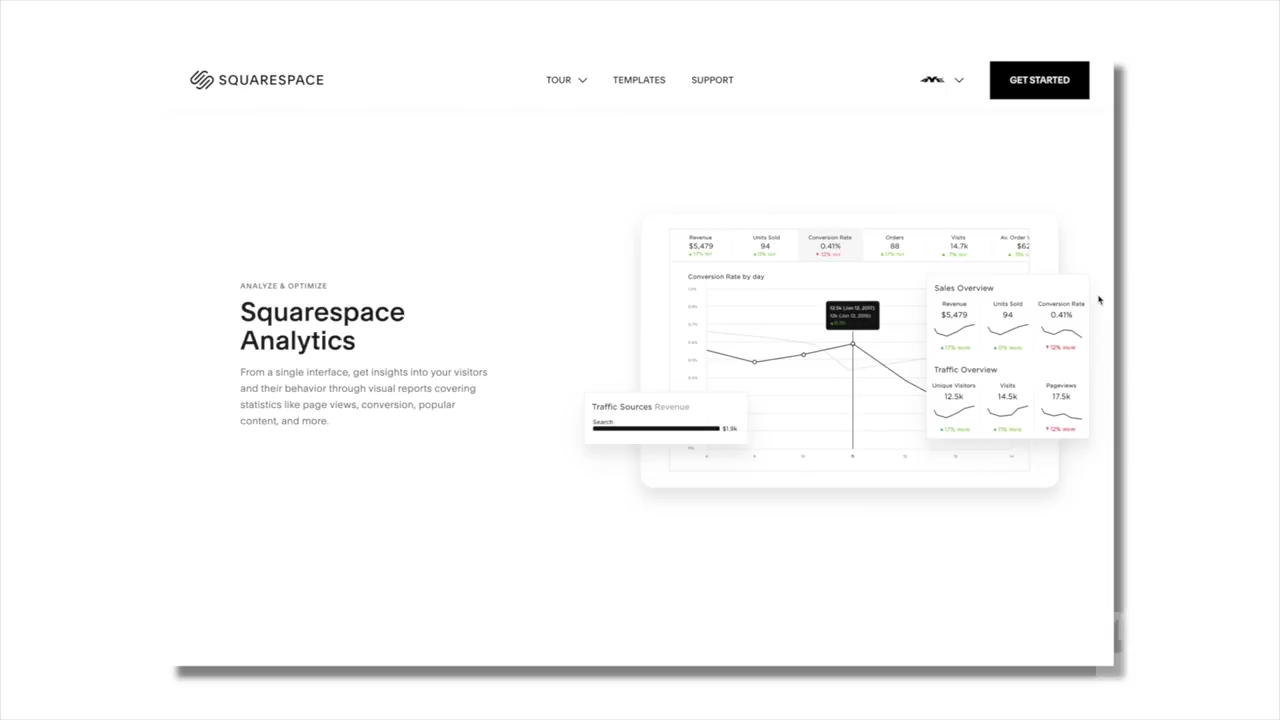 SQUARESPACE
TOUR
TEMPLATES
SUPPORT
GET STARTED
ANALYZE & OPTIMIZE
Squarespace
Analytics
From a single interface, get insights into your visitors
and their behavior through visual reports covering
statistics like page views, conversion, popular
content, and more.
Revenue
$5,479
Units Sold
94
Conversion Rate
0.41%
Orders
88
Visits
14.7k
Av. Order
$62
Conversion Rate by day
Sales Overview
Revenue
$5,479
Units Sold
94
Conversion Rate
0.41%
Traffic Overview
Unique Visitors
12.5k
Visits
14.5k
Pageviews
17.5k
Traffic Sources Revenue
Search
$1.9k